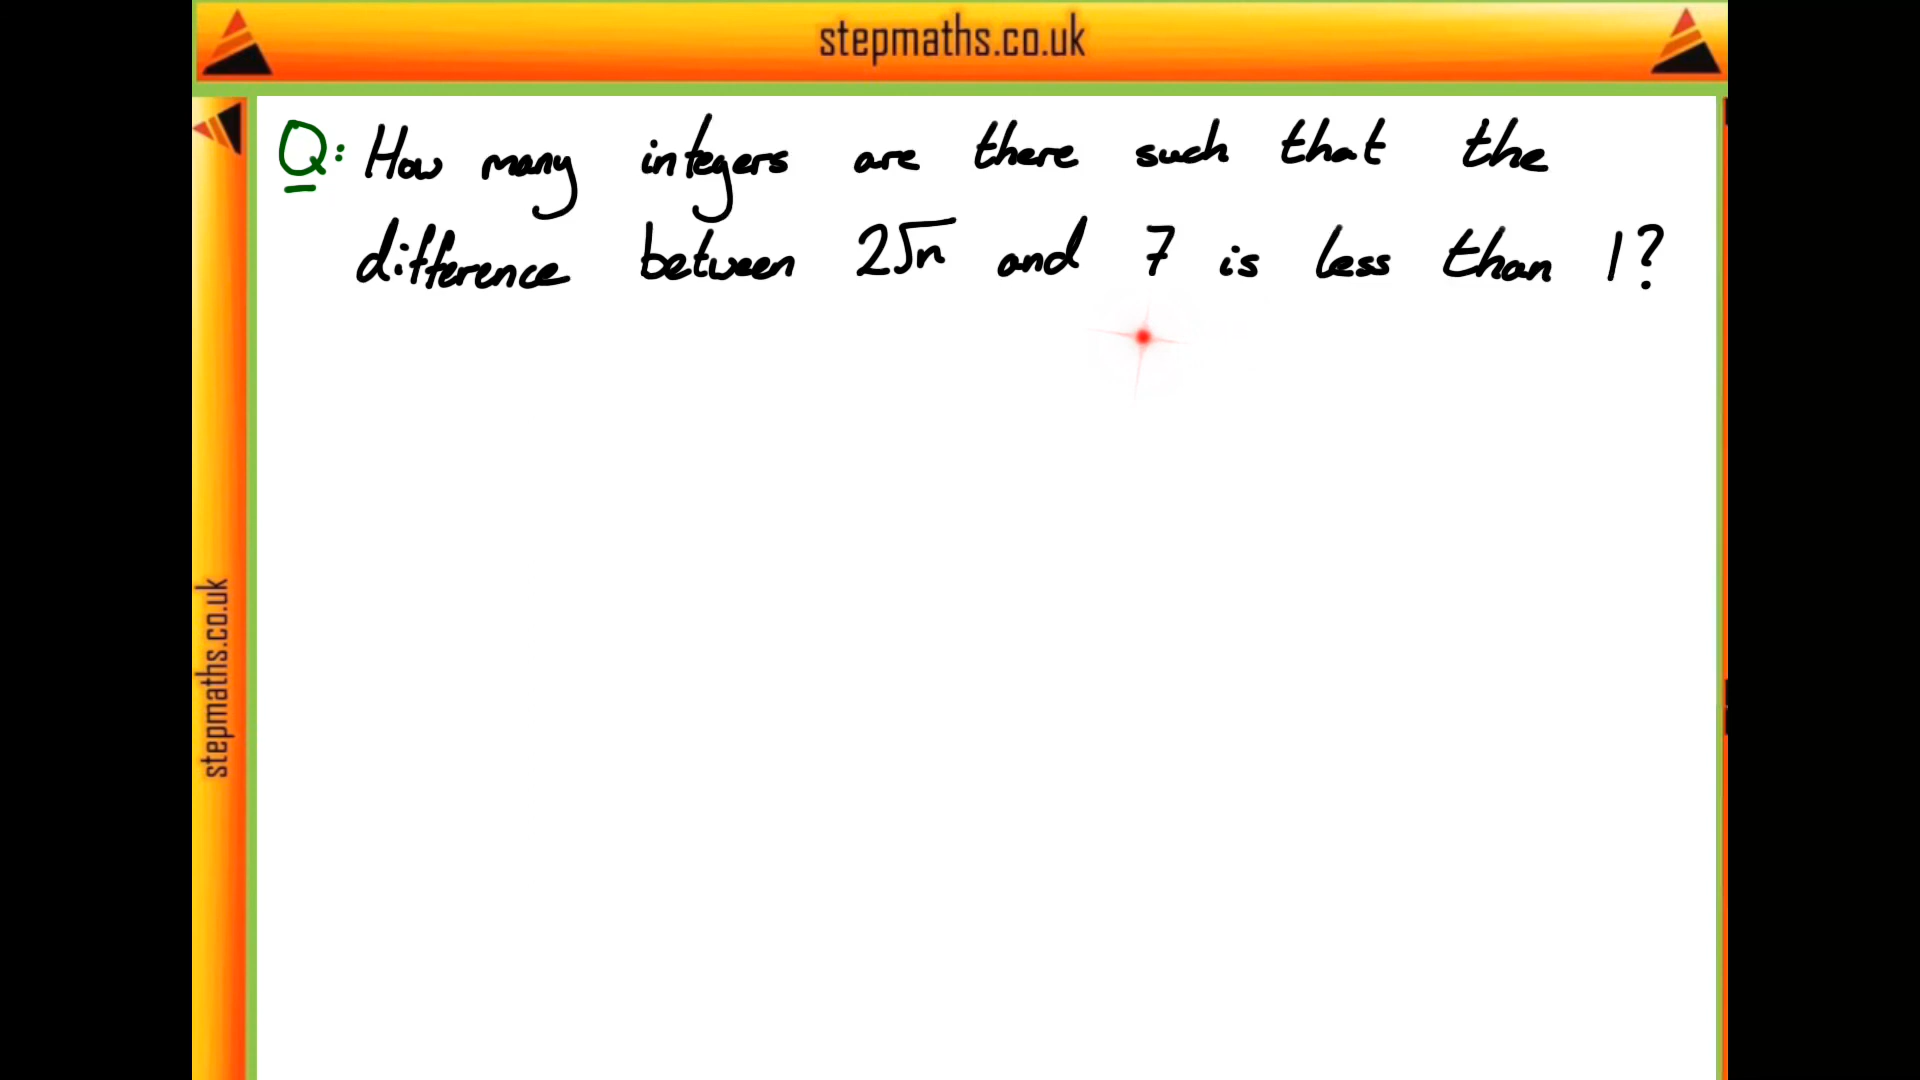 stepmaths.co.uk
Q: How many integers are there such that the
difference between 2√n and 7 is less than 1?
stepmaths.co.uk